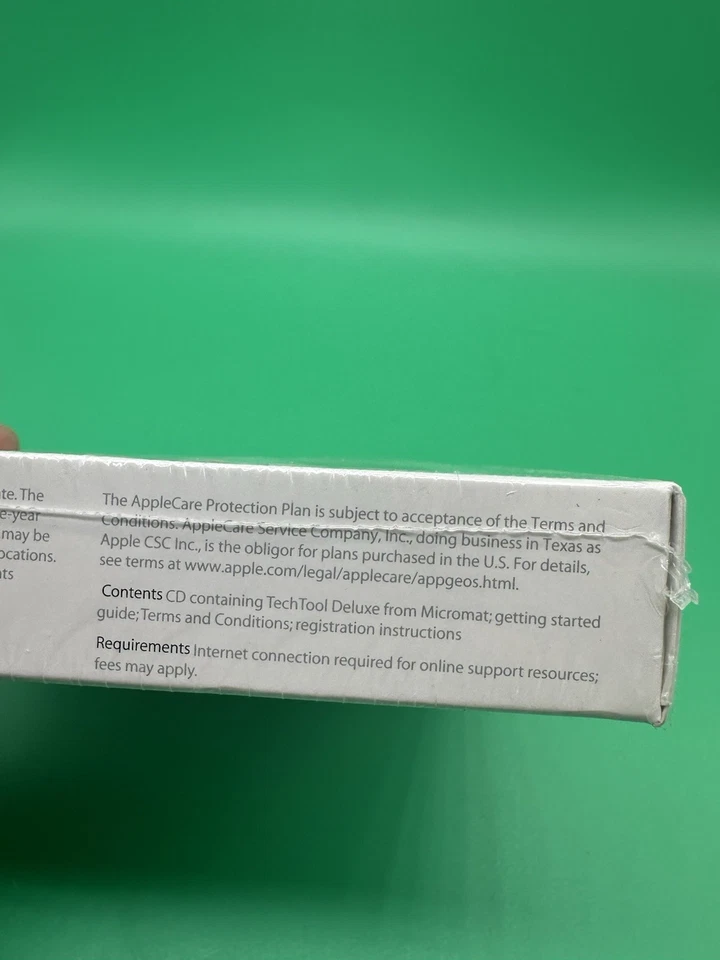 te. The
e-year
may be
ocations.
ts
The AppleCare Protection Plan is subject to acceptance of the Terms and
Conditions. AppleCare Service Company, Inc., doing business in Texas as
Apple CSC Inc., is the obligor for plans purchased in the U.S. For details,
see terms at www.apple.com/legal/applecare/appgeos.html.
Contents CD containing TechTool Deluxe from Micromat; getting started
guide; Terms and Conditions; registration instructions
Requirements Internet connection required for online support resources;
fees may apply.